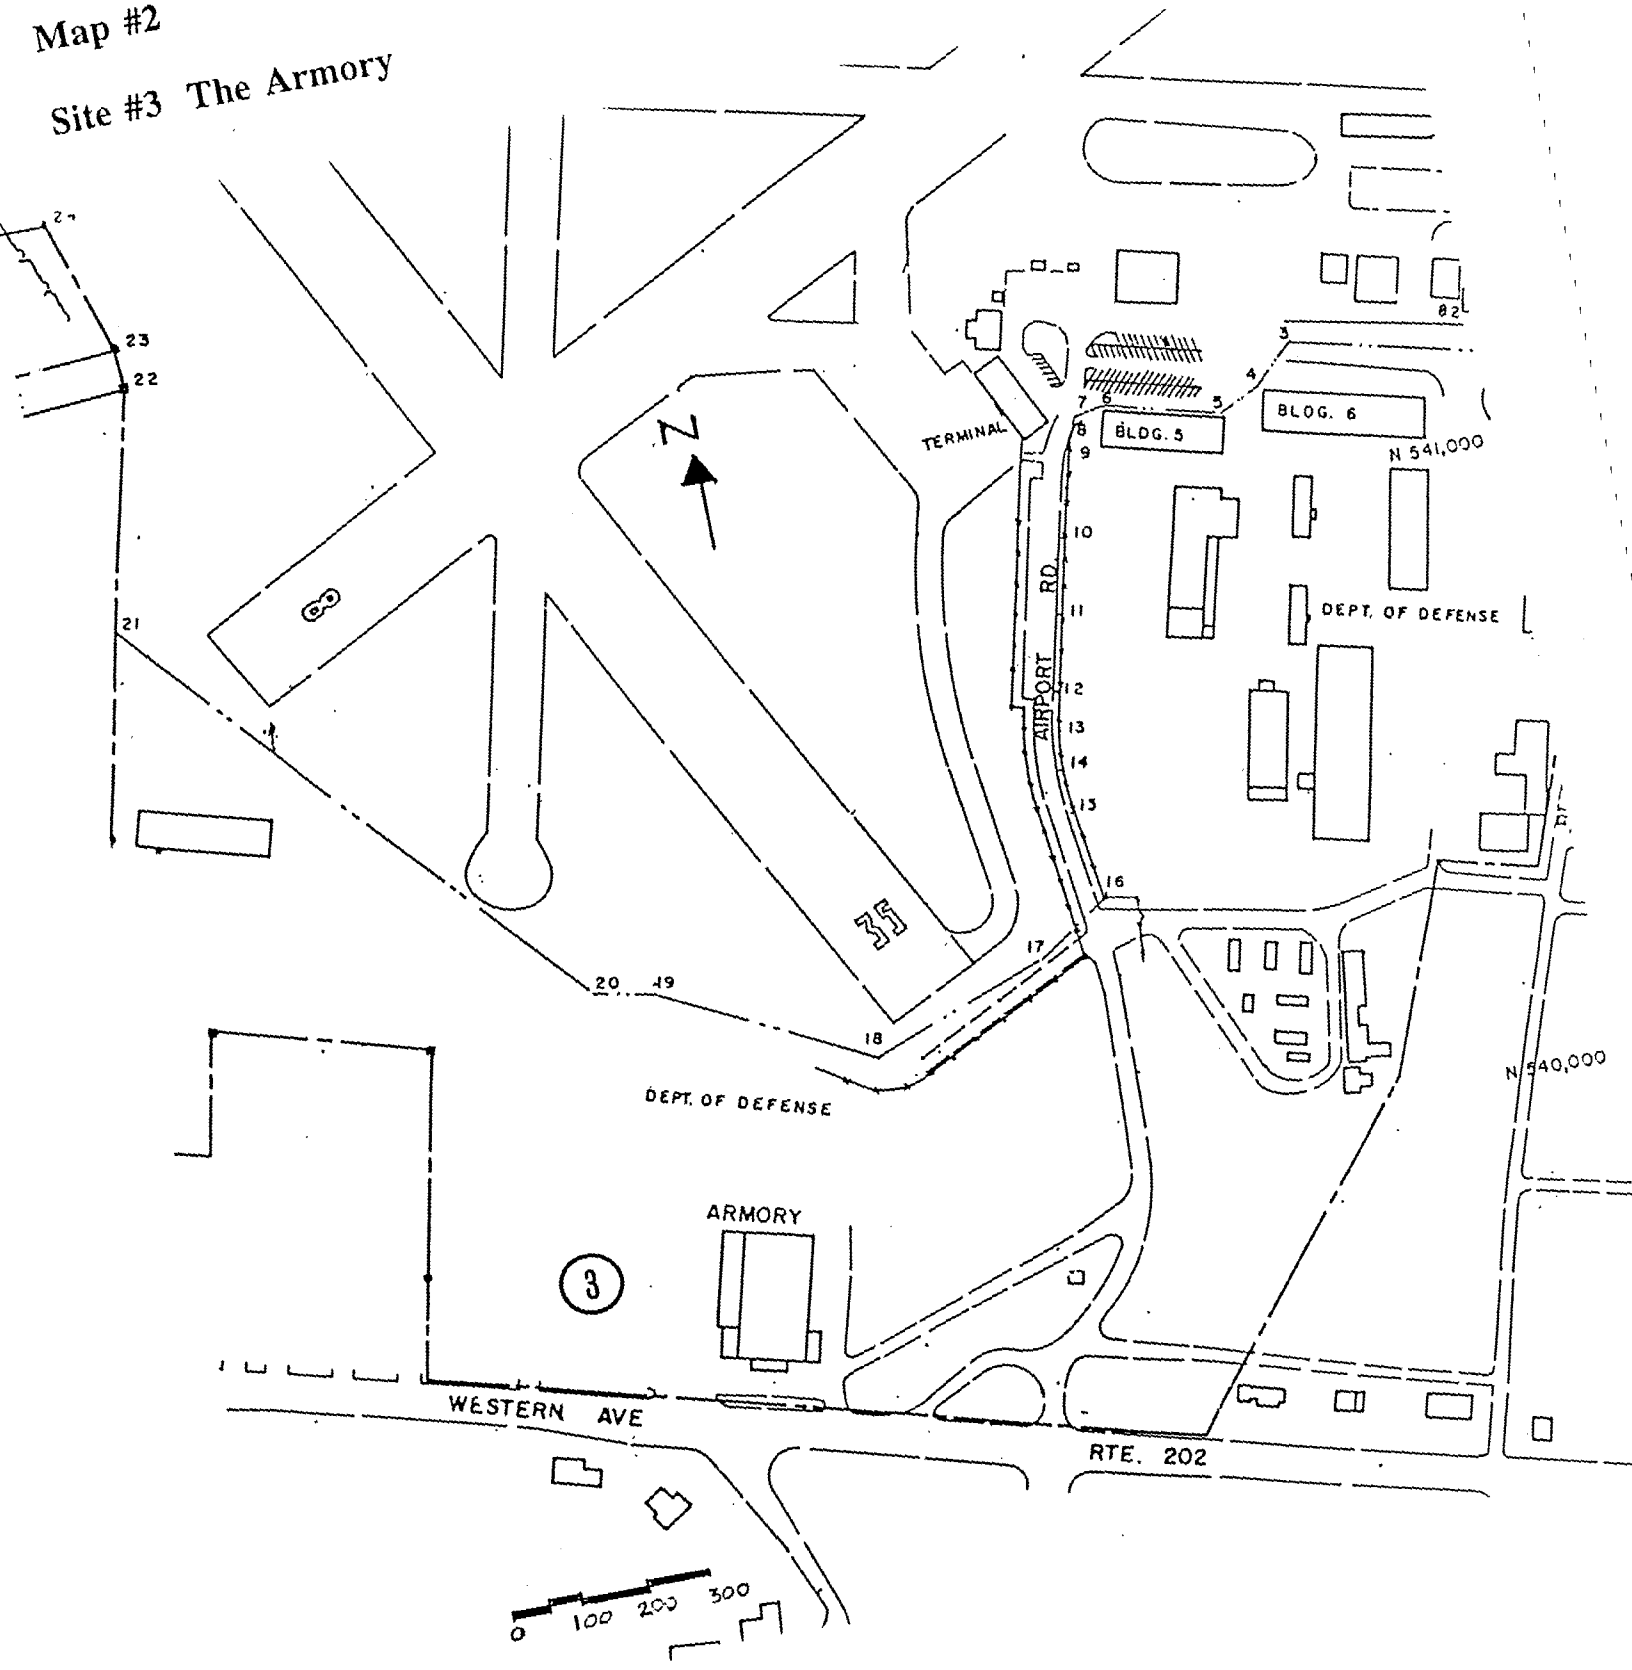 Map #2
Site #3 The Armory
23
22
82
3
4
5
6
7
8
9
BLDG. 6
BLDG. 5
TERMINAL
N 541,000
N
10
RD.
11
DEPT. OF DEFENSE
8
21
12
AIRPORT
13
14
15
16
35
17
20
19
18
N 540,000
DEPT. OF DEFENSE
ARMORY
3
WESTERN AVE
RTE. 202
0
100
200
300